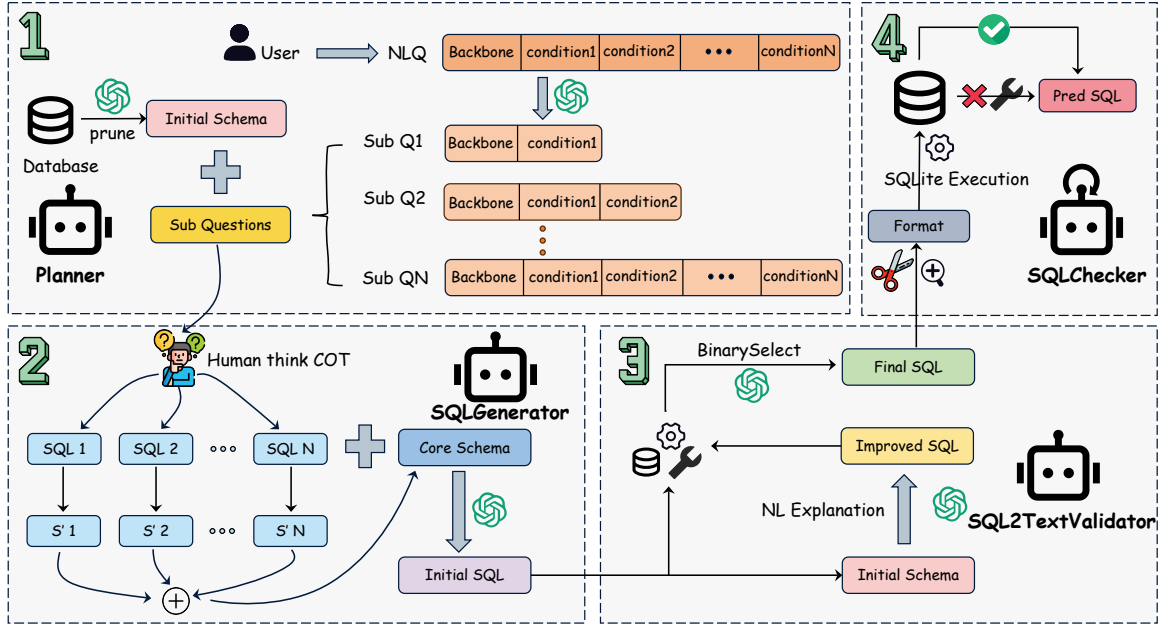 1
User
NLQ
Backbone condition1 condition2 ••• conditionN
Database
prune
Initial Schema
Sub Questions
Planner
Sub Q1
Backbone condition1
Sub Q2
Backbone condition1 condition2
Sub QN
Backbone condition1 condition2 ••• conditionN
2
Human think COT
SQLGenerator
SQL 1
SQL 2
SQL N
Core Schema
S' 1
S' 2
S' N
Initial SQL
3
BinarySelect
Final SQL
Improved SQL
NL Explanation
SQL2TextValidator
Initial Schema
4
Pred SQL
SQLite Execution
Format
SQLChecker